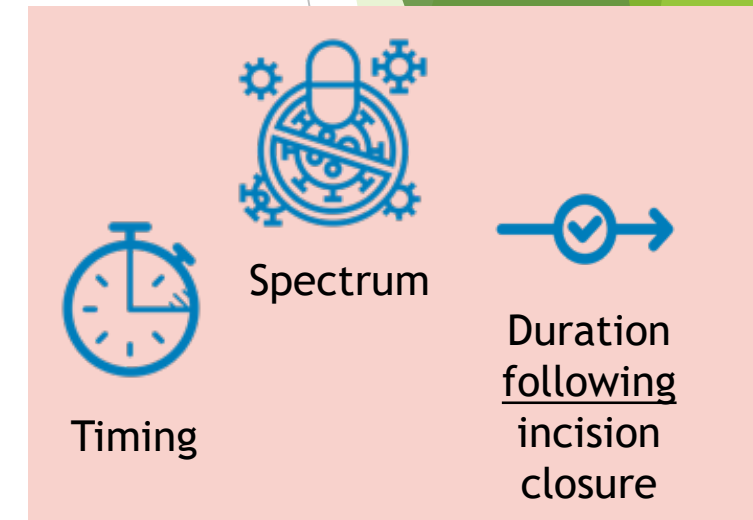 Timing
Spectrum
Duration
following
incision
closure